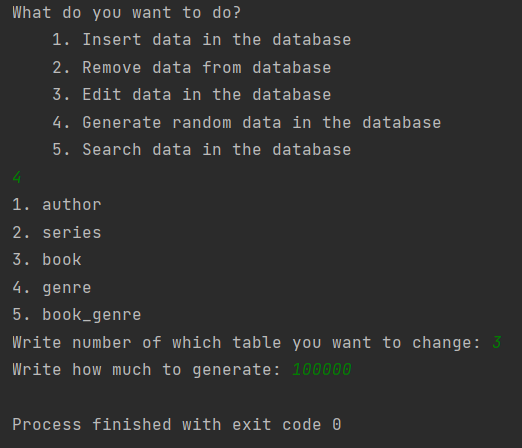 What do you want to do?
1. Insert data in the database
2. Remove data from database
3. Edit data in the database
4. Generate random data in the database
5. Search data in the database
4
1. author
2. series
3. book
4. genre
5. book_genre
Write number of which table you want to change: 3
Write how much to generate: 100000
Process finished with exit code 0